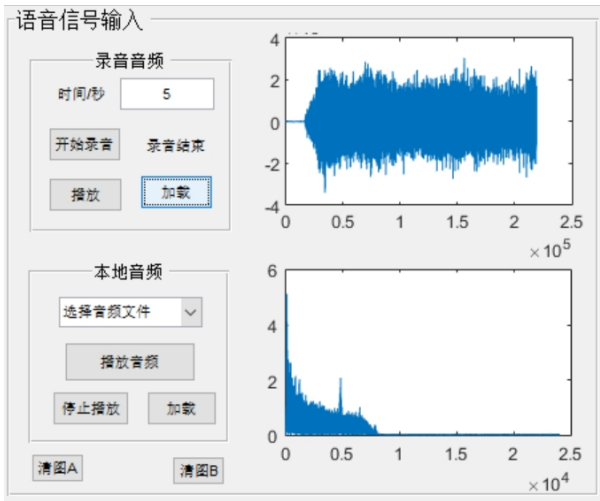 语音信号输入
录音音频
时间/秒 5
开始录音 录音结束
播放 加载
4
2
0
-2
-4
0 0.5 1 1.5 2 2.5
×10⁵
本地音频
选择音频文件
播放音频
停止播放 加载
清图A 清图B
6
4
2
0
0 0.5 1 1.5 2 2.5
×10⁴